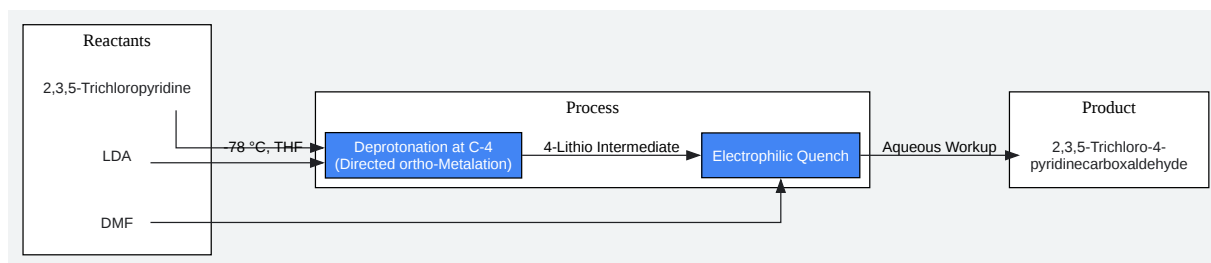 Reactants
2,3,5-Trichloropyridine
LDA
DMF
-78 °C, THF
Process
Deprotonation at C-4
(Directed ortho-Metalation)
4-Lithio Intermediate
Electrophilic Quench
Aqueous Workup
Product
2,3,5-Trichloro-4-
pyridinecarboxaldehyde